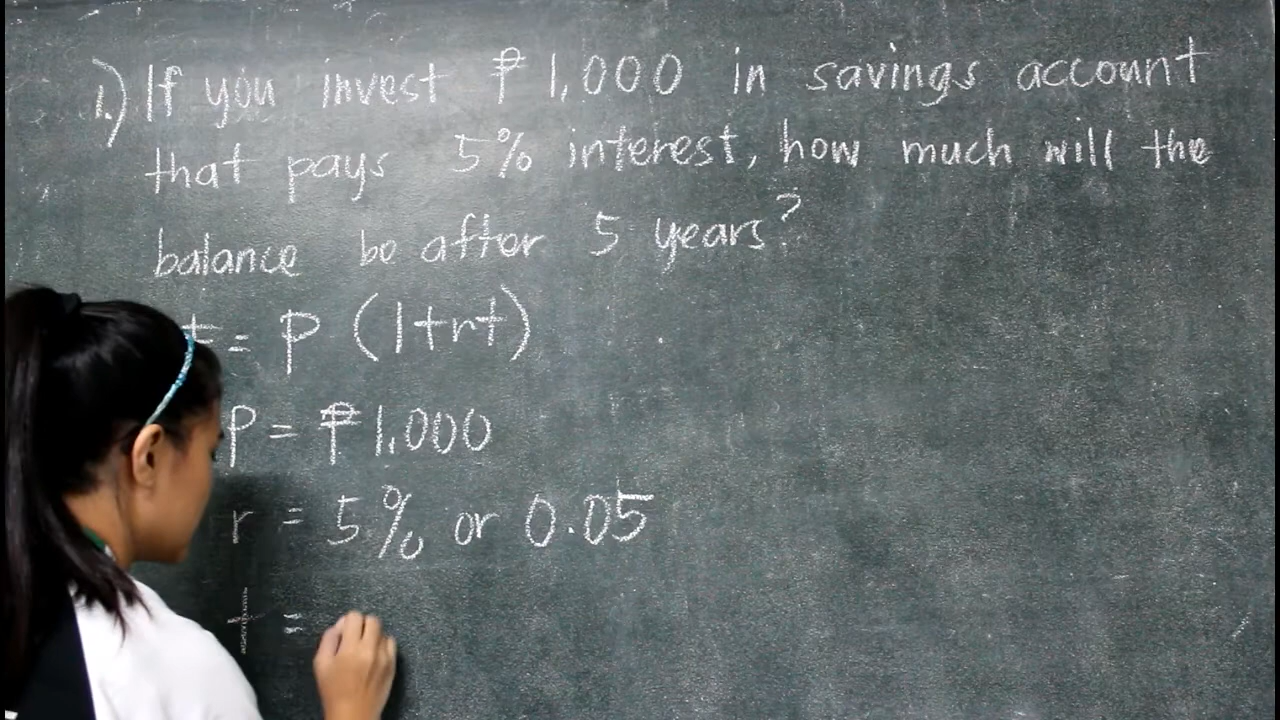 1.) If you invest ₱ 1,000 in savings account
that pays 5% interest, how much will the
balance be after 5 years?
= P (1+rt)
P = ₱ 1,000
r = 5% or 0.05
t =